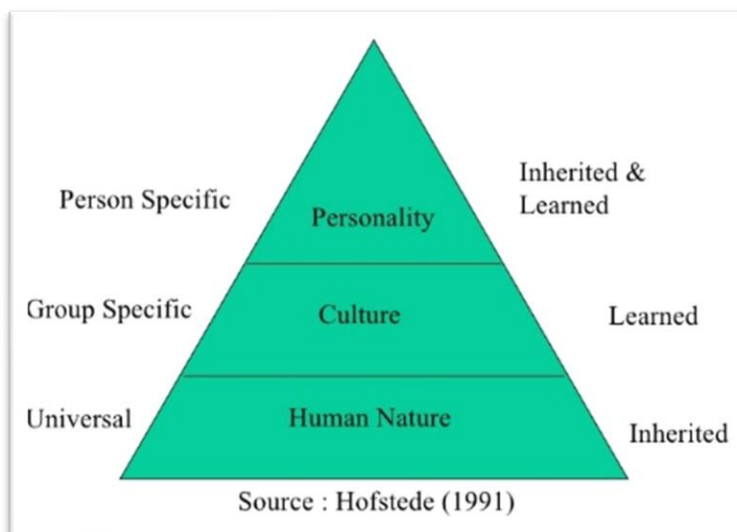 Person Specific
Personality
Inherited &
Learned
Group Specific
Culture
Learned
Universal
Human Nature
Inherited
Source : Hofstede (1991)